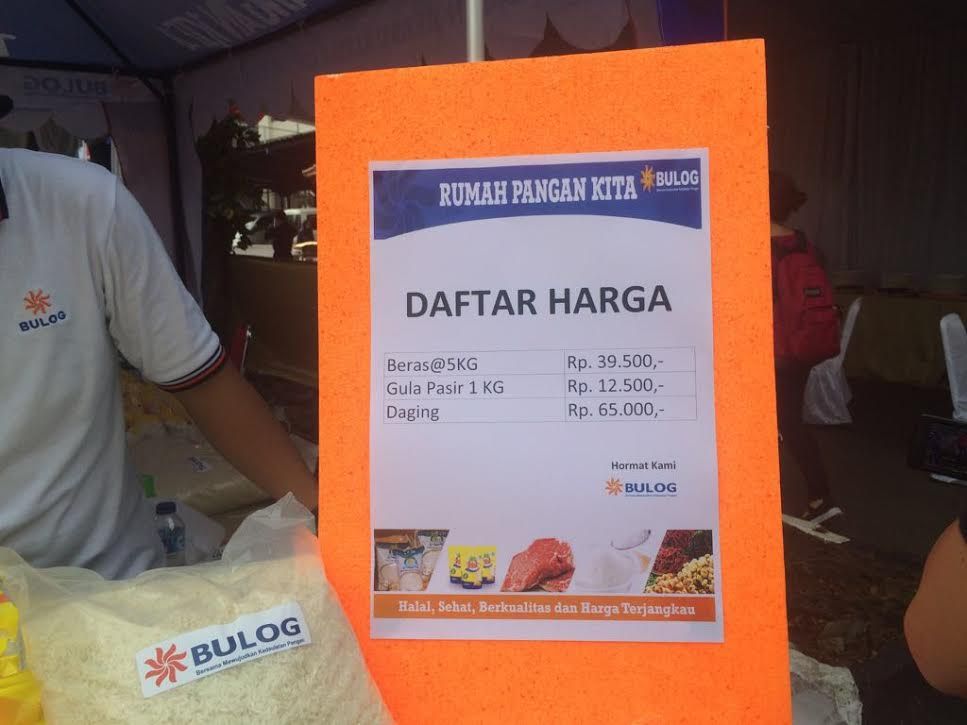 RUMAH PANGAN KITA
BULOG
DAFTAR HARGA
Beras@5KG Rp. 39.500,-
Gula Pasir 1 KG Rp. 12.500,-
Daging Rp. 65.000,-
Hormat Kami
BULOG
Halal, Sehat, Berkualitas dan Harga Terjangkau
BULOG
BULOG
Bersama Mewujudkan Kedaulatan Pangan